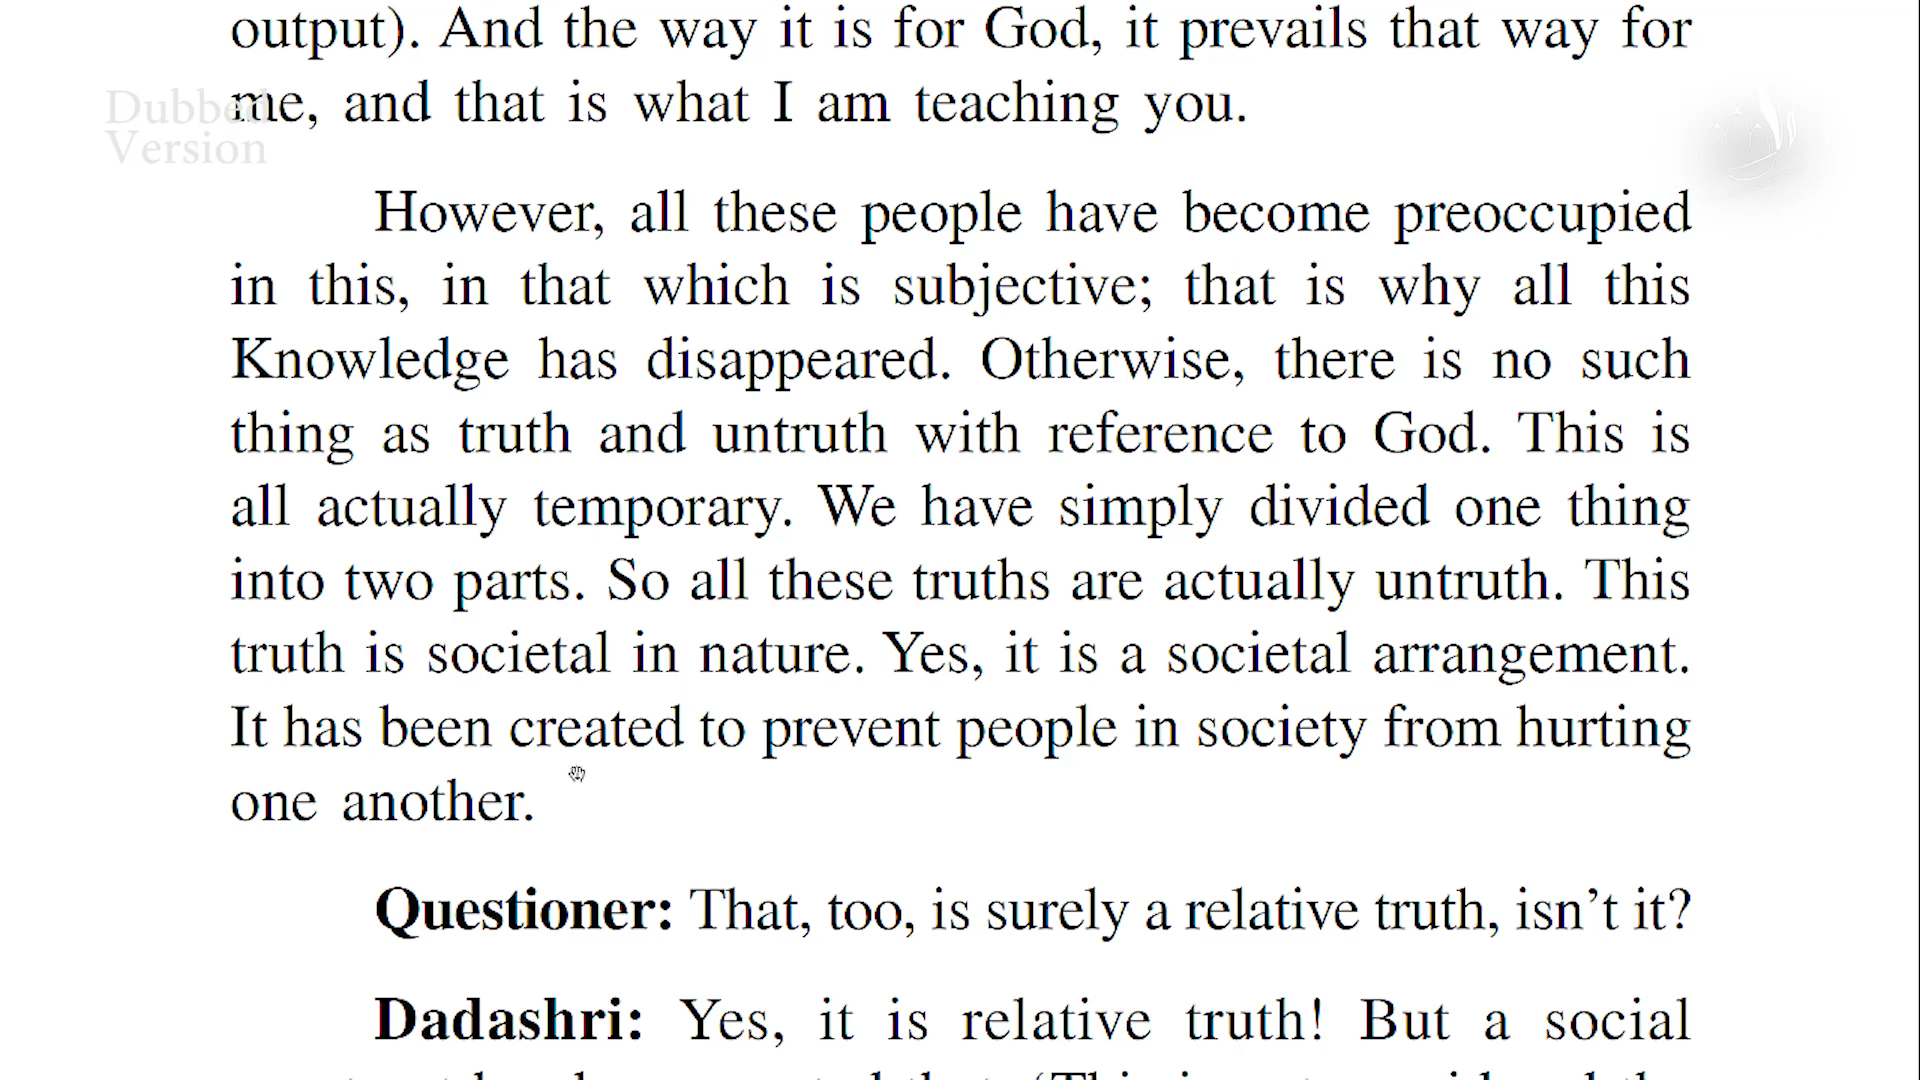 output). And the way it is for God, it prevails that way for
me, and that is what I am teaching you.
Dubbed
Version
However, all these people have become preoccupied
in this, in that which is subjective; that is why all this
Knowledge has disappeared. Otherwise, there is no such
thing as truth and untruth with reference to God. This is
all actually temporary. We have simply divided one thing
into two parts. So all these truths are actually untruth. This
truth is societal in nature. Yes, it is a societal arrangement.
It has been created to prevent people in society from hurting
one another.
Questioner: That, too, is surely a relative truth, isn’t it?
Dadashri: Yes, it is relative truth! But a social